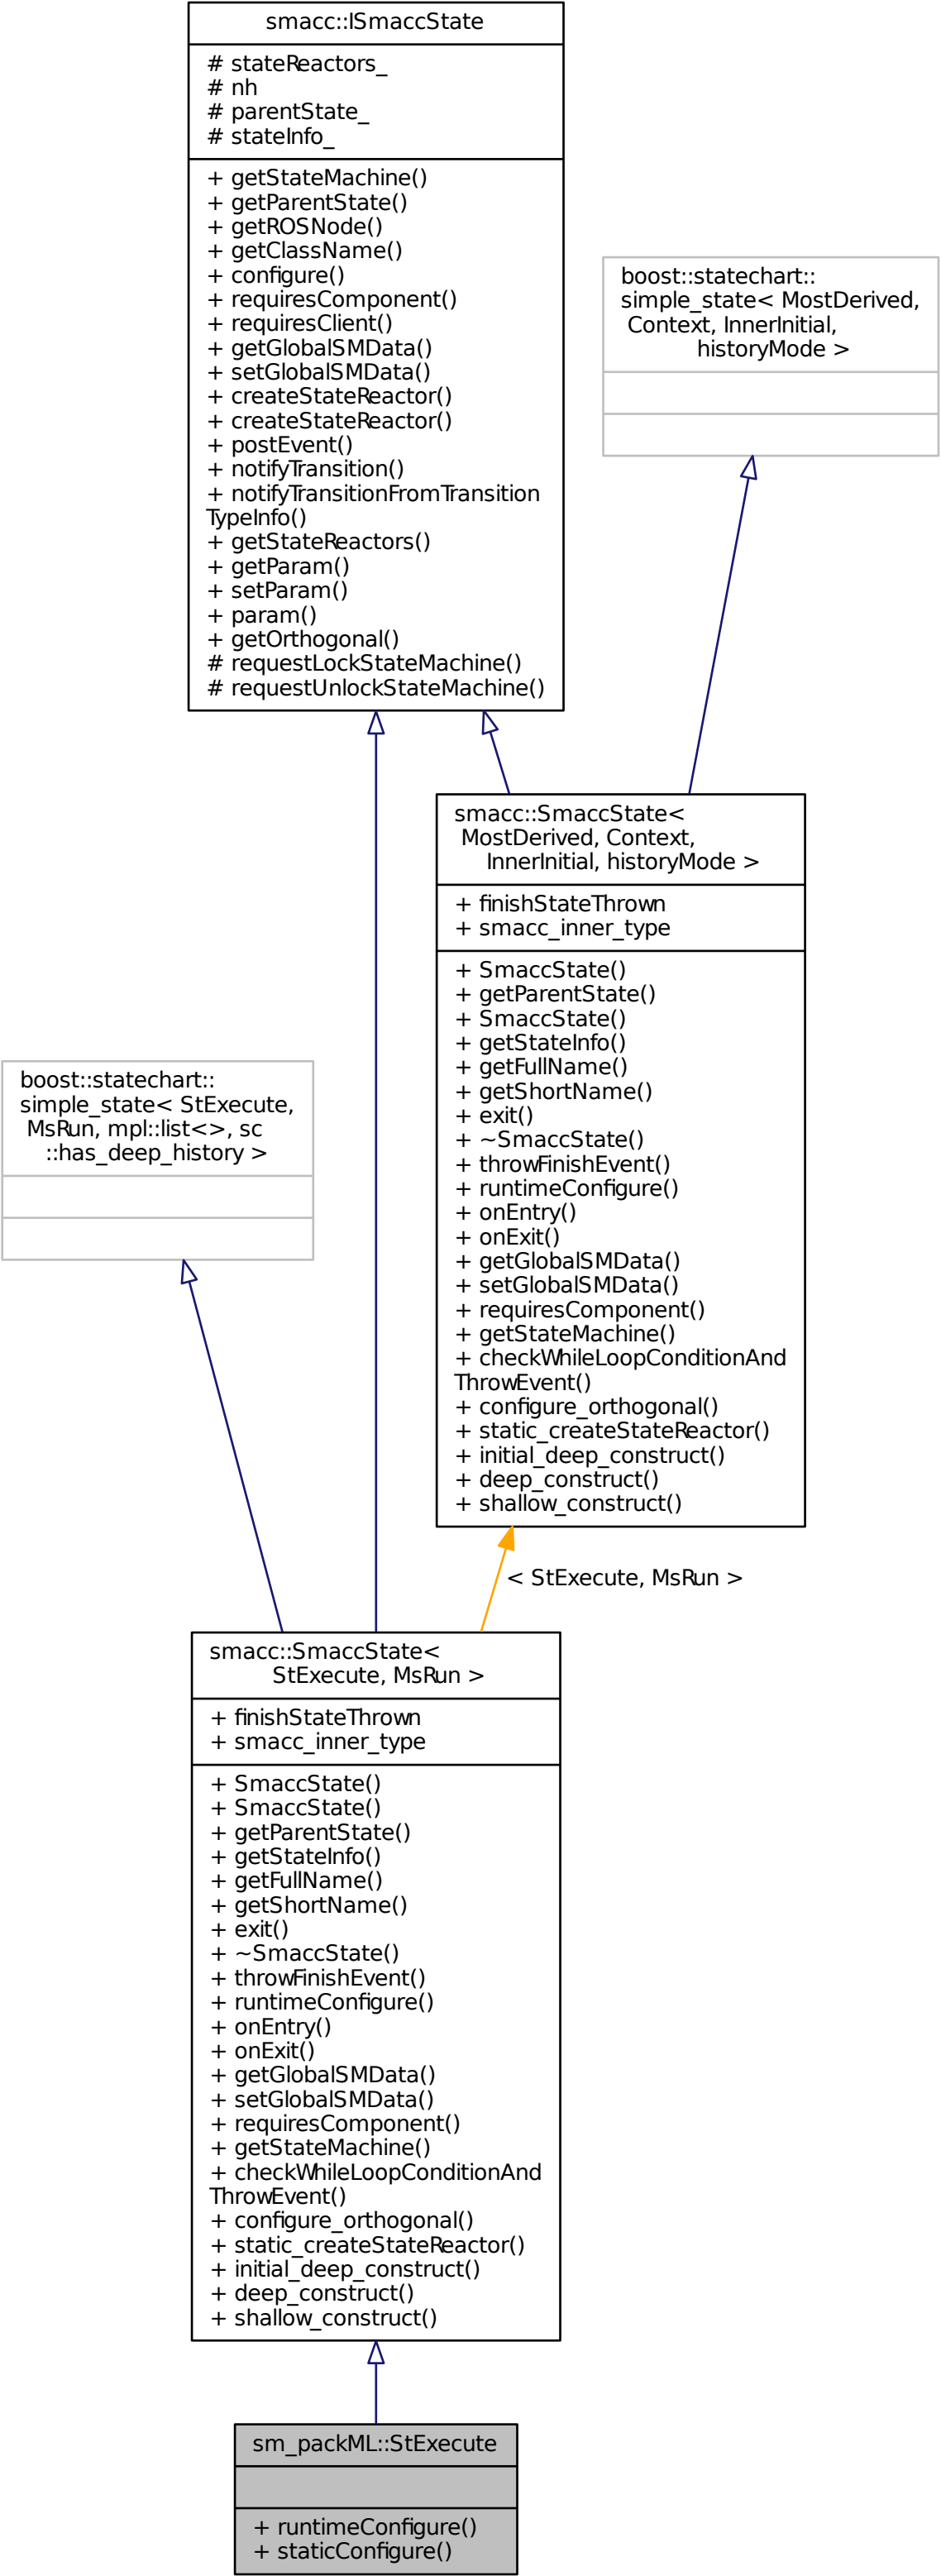 smacc::ISmaccState
# stateReactors_
# nh
# parentState_
# stateInfo_
+ getStateMachine()
+ getParentState()
+ getROSNode()
+ getClassName()
+ configure()
+ requiresComponent()
+ requiresClient()
+ getGlobalSMData()
+ setGlobalSMData()
+ createStateReactor()
+ createStateReactor()
+ postEvent()
+ notifyTransition()
+ notifyTransitionFromTransition
TypeInfo()
+ getStateReactors()
+ getParam()
+ setParam()
+ param()
+ getOrthogonal()
# requestLockStateMachine()
# requestUnlockStateMachine()
boost::statechart::
simple_state< MostDerived,
Context, InnerInitial,
historyMode >
smacc::SmaccState<
MostDerived, Context,
InnerInitial, historyMode >
+ finishStateThrown
+ smacc_inner_type
+ SmaccState()
+ getParentState()
+ SmaccState()
+ getStateInfo()
+ getFullName()
+ getShortName()
+ exit()
+ ~SmaccState()
+ throwFinishEvent()
+ runtimeConfigure()
+ onEntry()
+ onExit()
+ getGlobalSMData()
+ setGlobalSMData()
+ requiresComponent()
+ getStateMachine()
+ checkWhileLoopConditionAnd
ThrowEvent()
+ configure_orthogonal()
+ static_createStateReactor()
+ initial_deep_construct()
+ deep_construct()
+ shallow_construct()
boost::statechart::
simple_state< StExecute,
MsRun, mpl::list<>, sc
::has_deep_history >
< StExecute, MsRun >
smacc::SmaccState<
StExecute, MsRun >
+ finishStateThrown
+ smacc_inner_type
+ SmaccState()
+ SmaccState()
+ getParentState()
+ getStateInfo()
+ getFullName()
+ getShortName()
+ exit()
+ ~SmaccState()
+ throwFinishEvent()
+ runtimeConfigure()
+ onEntry()
+ onExit()
+ getGlobalSMData()
+ setGlobalSMData()
+ requiresComponent()
+ getStateMachine()
+ checkWhileLoopConditionAnd
ThrowEvent()
+ configure_orthogonal()
+ static_createStateReactor()
+ initial_deep_construct()
+ deep_construct()
+ shallow_construct()
sm_packML::StExecute
+ runtimeConfigure()
+ staticConfigure()